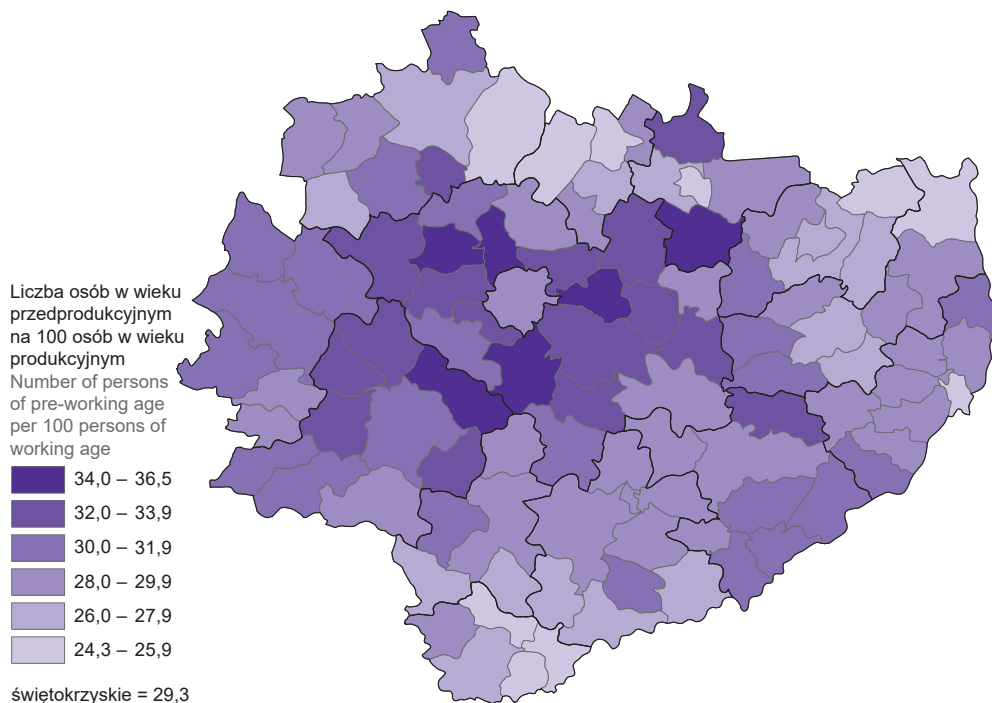 Liczba osób w wieku
przedprodukcyjnym
na 100 osób w wieku
produkcyjnym
Number of persons
of pre-working age
per 100 persons of
working age
34,0 – 36,5
32,0 – 33,9
30,0 – 31,9
28,0 – 29,9
26,0 – 27,9
24,3 – 25,9
świętokrzyskie = 29,3